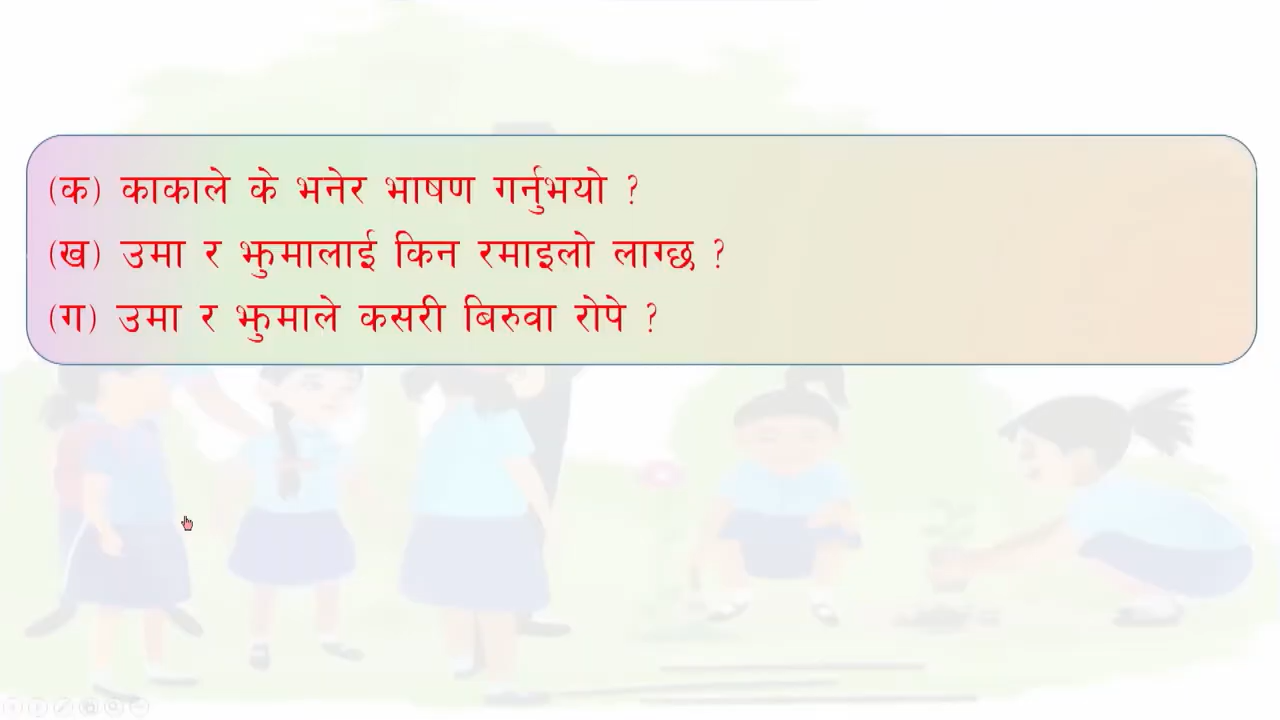 (क) काकाले के भनेर भाषण गर्नुभयो ?
(ख) उमा र झुमालाई किन रमाइलो लाग्छ ?
(ग) उमा र झुमाले कसरी बिरुवा रोपे ?